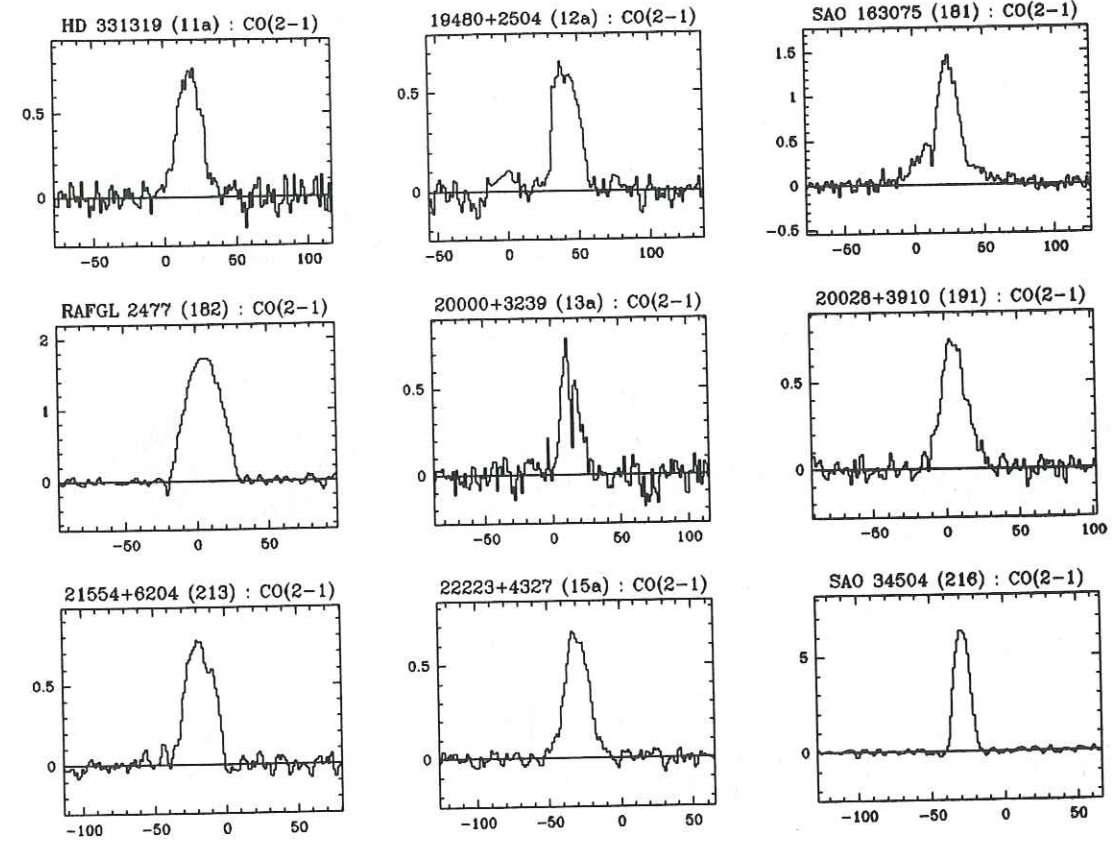 HD 331319 (11a) : CO(2-1)
0.5
0
-50 0 50 100
19480+2504 (12a) : CO(2-1)
0.5
0
-50 0 50 100
SAO 163075 (181) : CO(2-1)
1.5
1
0.5
0
-0.5
-50 0 50 100
RAFGL 2477 (182) : CO(2-1)
2
1
0
-50 0 50
20000+3239 (13a) : CO(2-1)
0.5
0
-50 0 50 100
20028+3910 (191) : CO(2-1)
0.5
0
-50 0 50 100
21554+6204 (213) : CO(2-1)
0.5
0
-100 -50 0 50
22223+4327 (15a) : CO(2-1)
0.5
0
-100 -50 0 50
SAO 34504 (216) : CO(2-1)
5
0
-100 -50 0 50